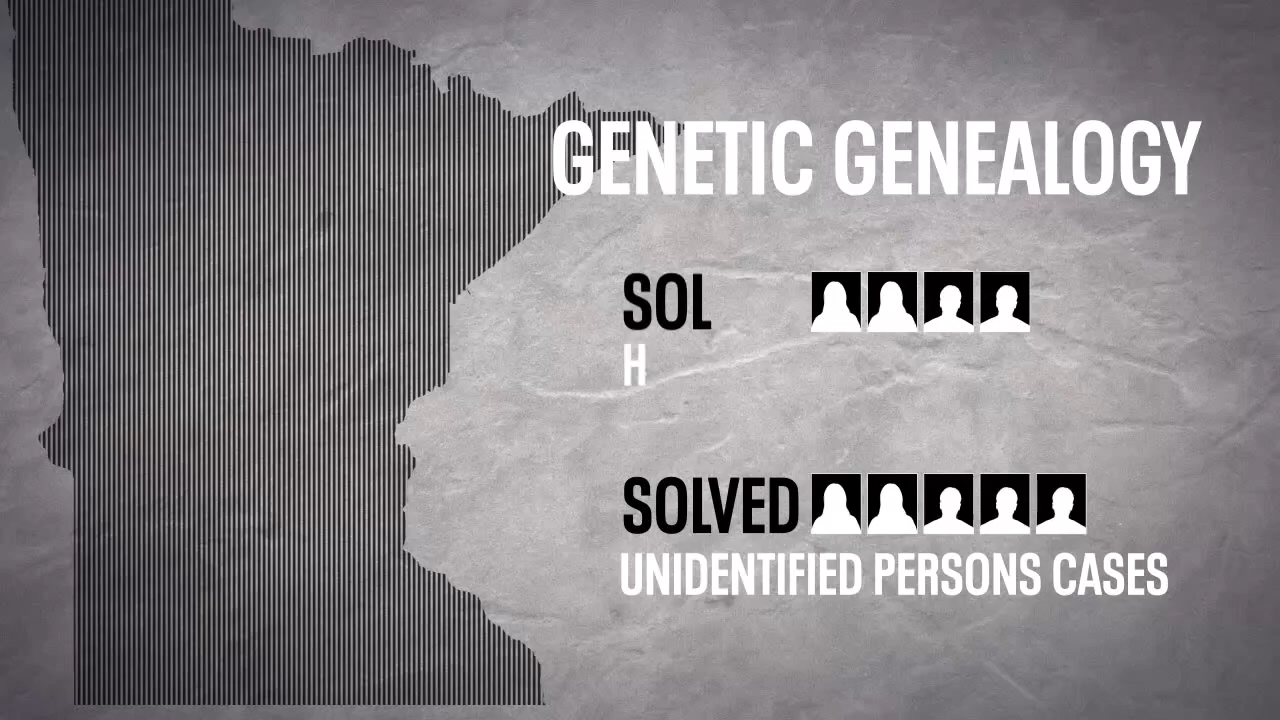 GENETIC GENEALOGY
SOL
H
SOLVED
UNIDENTIFIED PERSONS CASES